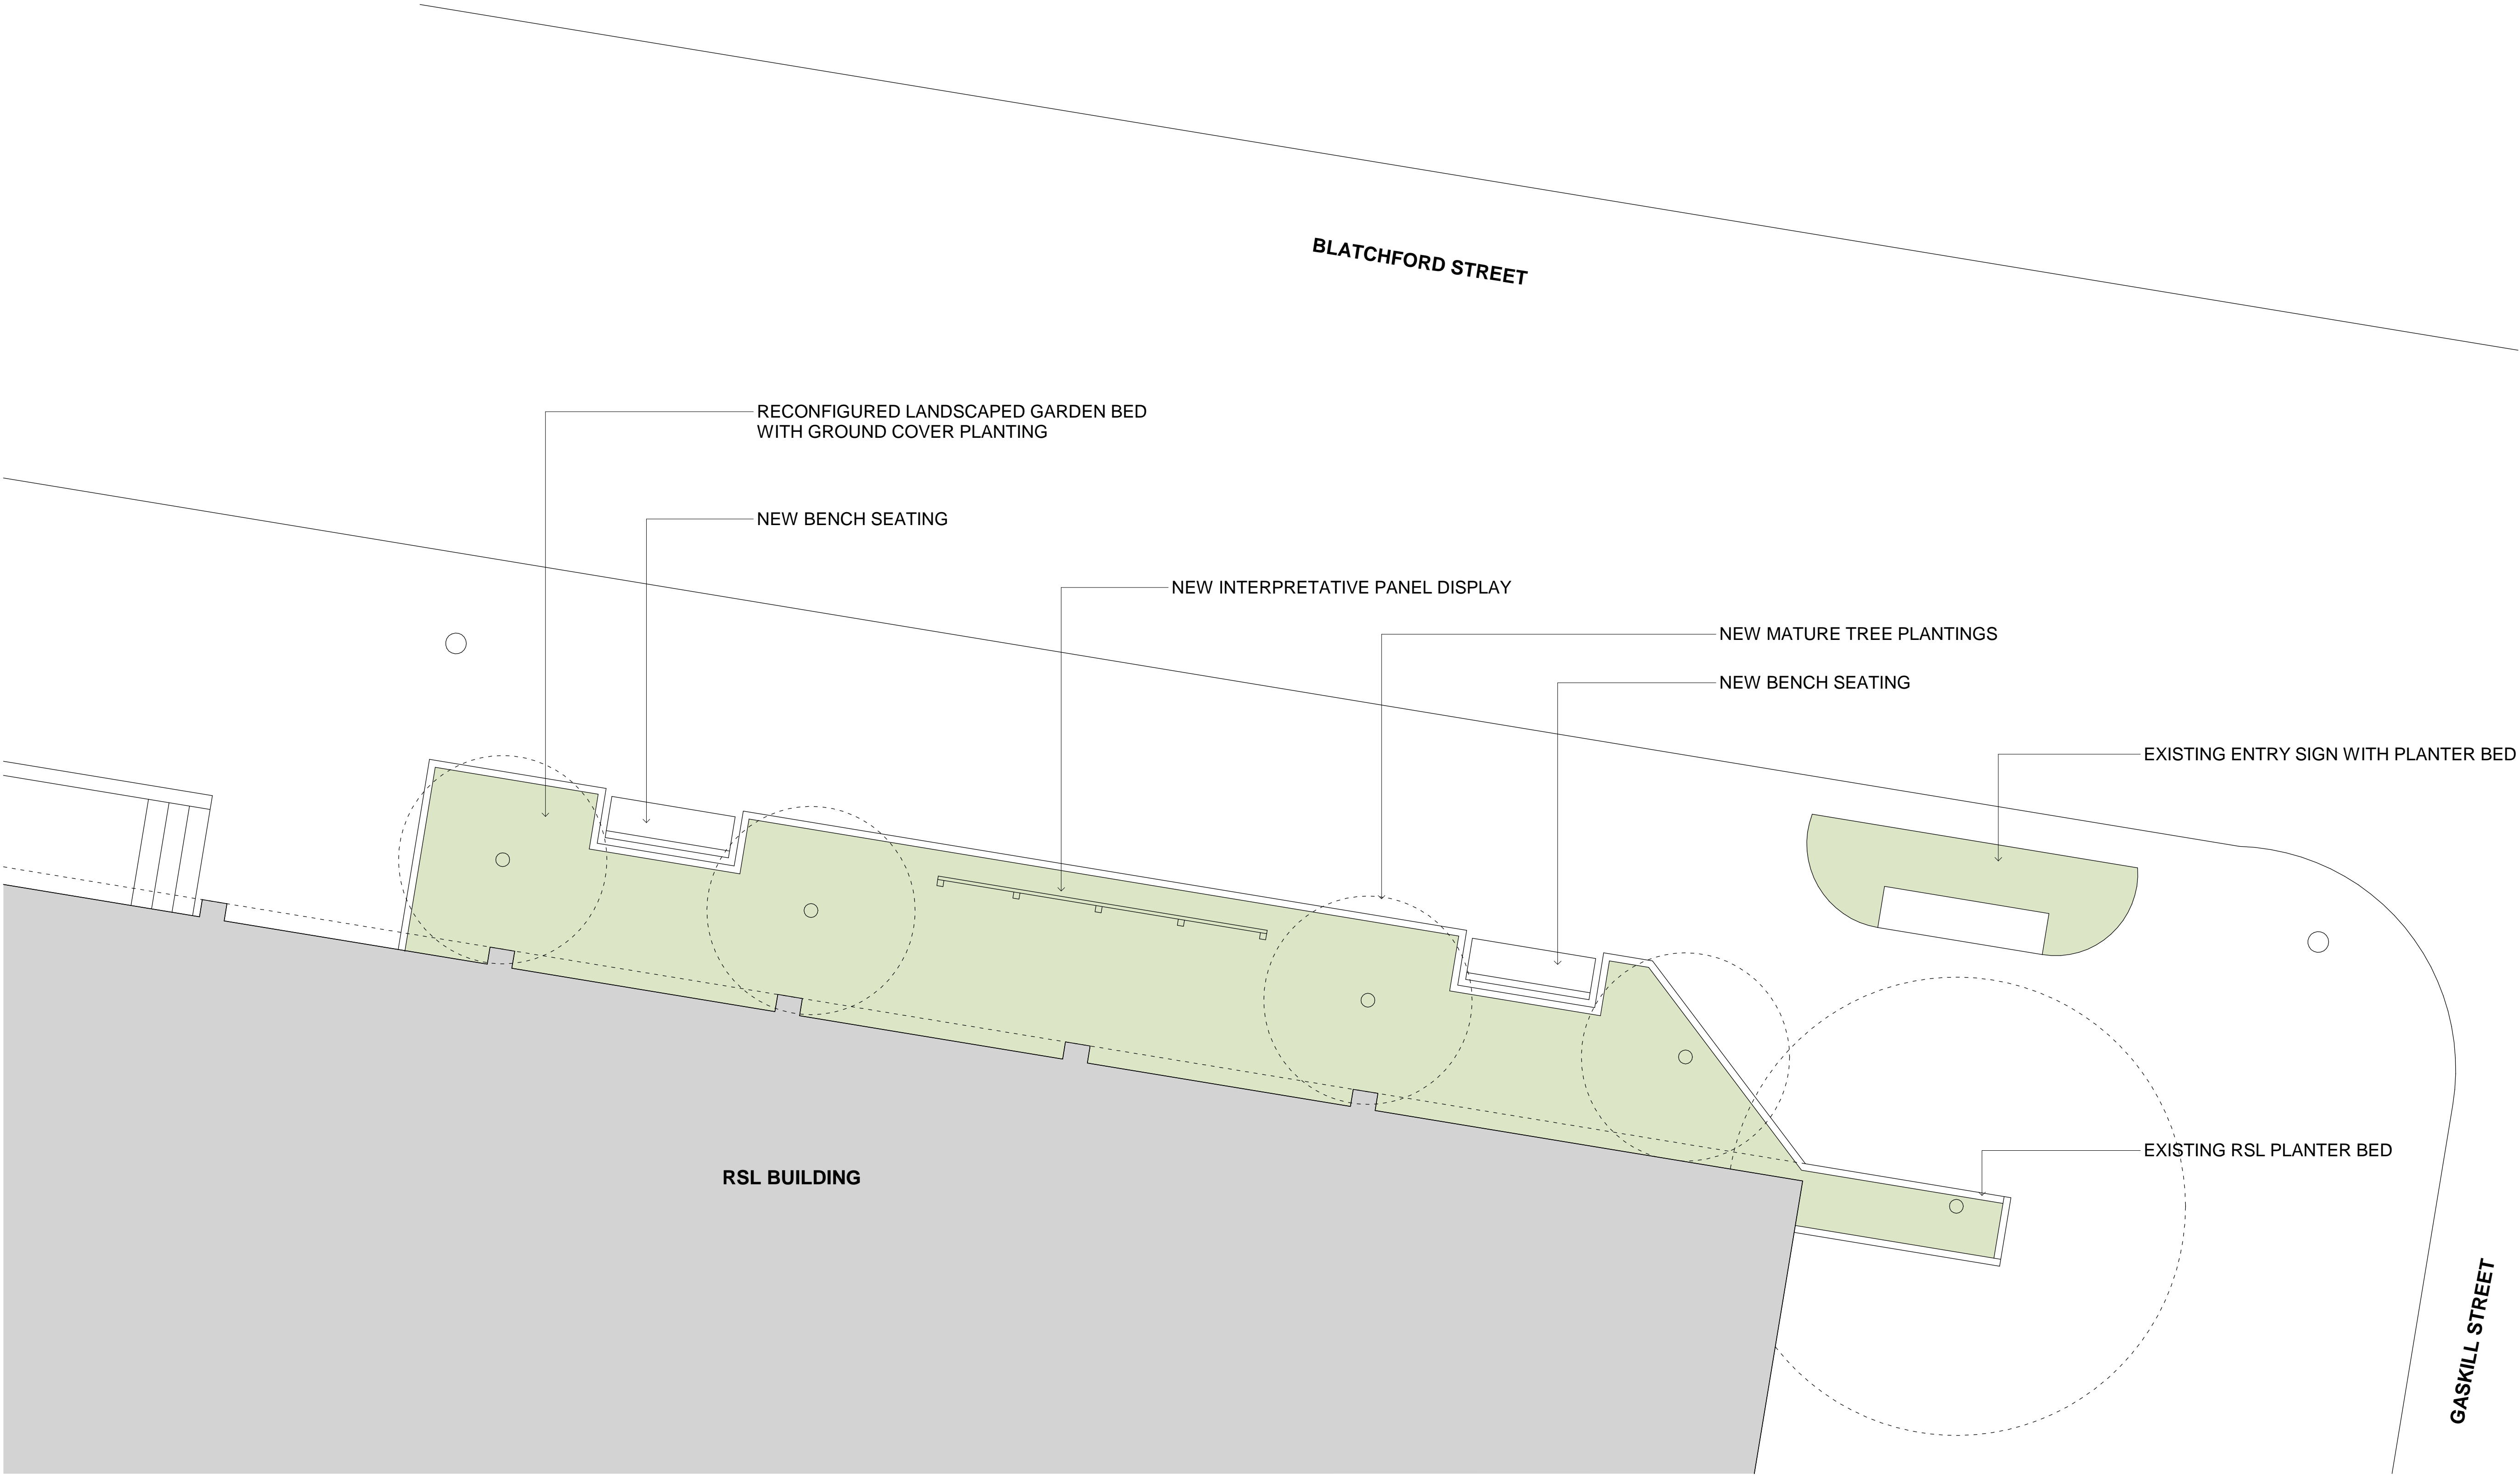 BLATCHFORD STREET
RECONFIGURED LANDSCAPED GARDEN BED
WITH GROUND COVER PLANTING
NEW BENCH SEATING
NEW INTERPRETATIVE PANEL DISPLAY
NEW MATURE TREE PLANTINGS
NEW BENCH SEATING
EXISTING ENTRY SIGN WITH PLANTER BED
EXISTING RSL PLANTER BED
RSL BUILDING
GASKILL STREET